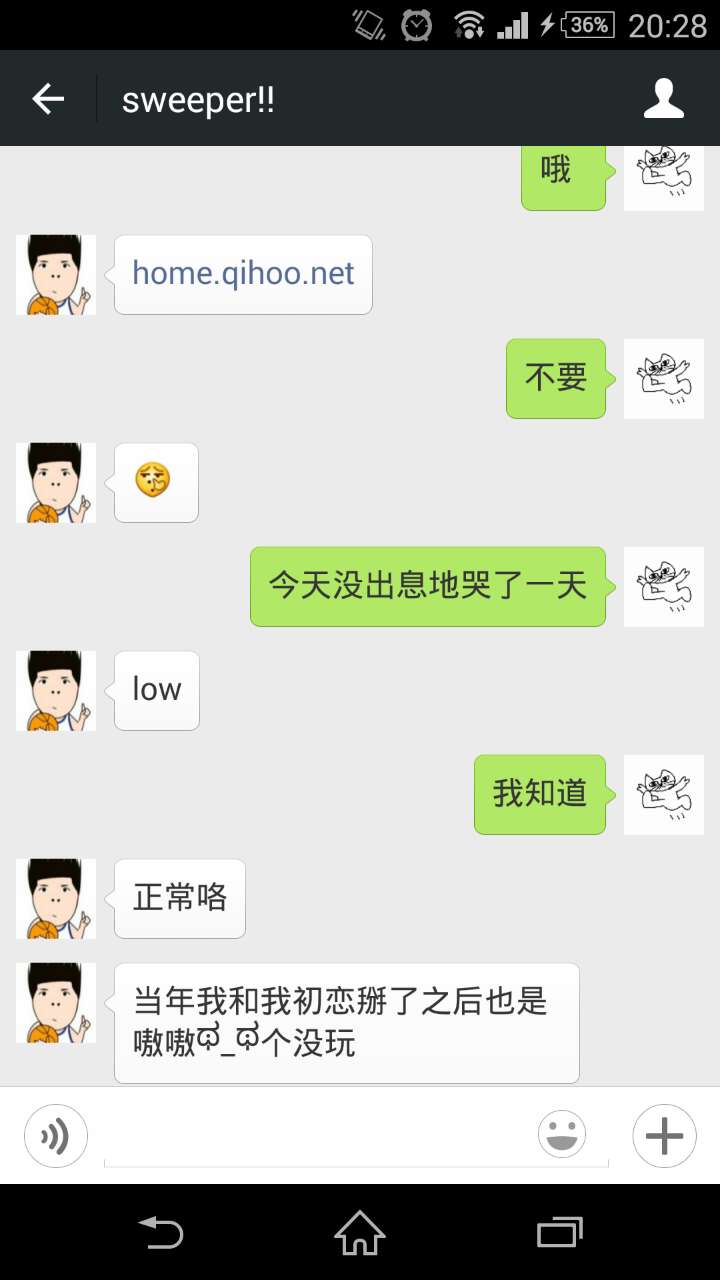 36% 20:28
sweeper!!
哦
home.qihoo.net
不要
今天没出息地哭了一天
low
我知道
正常咯
当年我和我初恋掰了之后也是
嗷嗷ಥ_ಥ个没玩